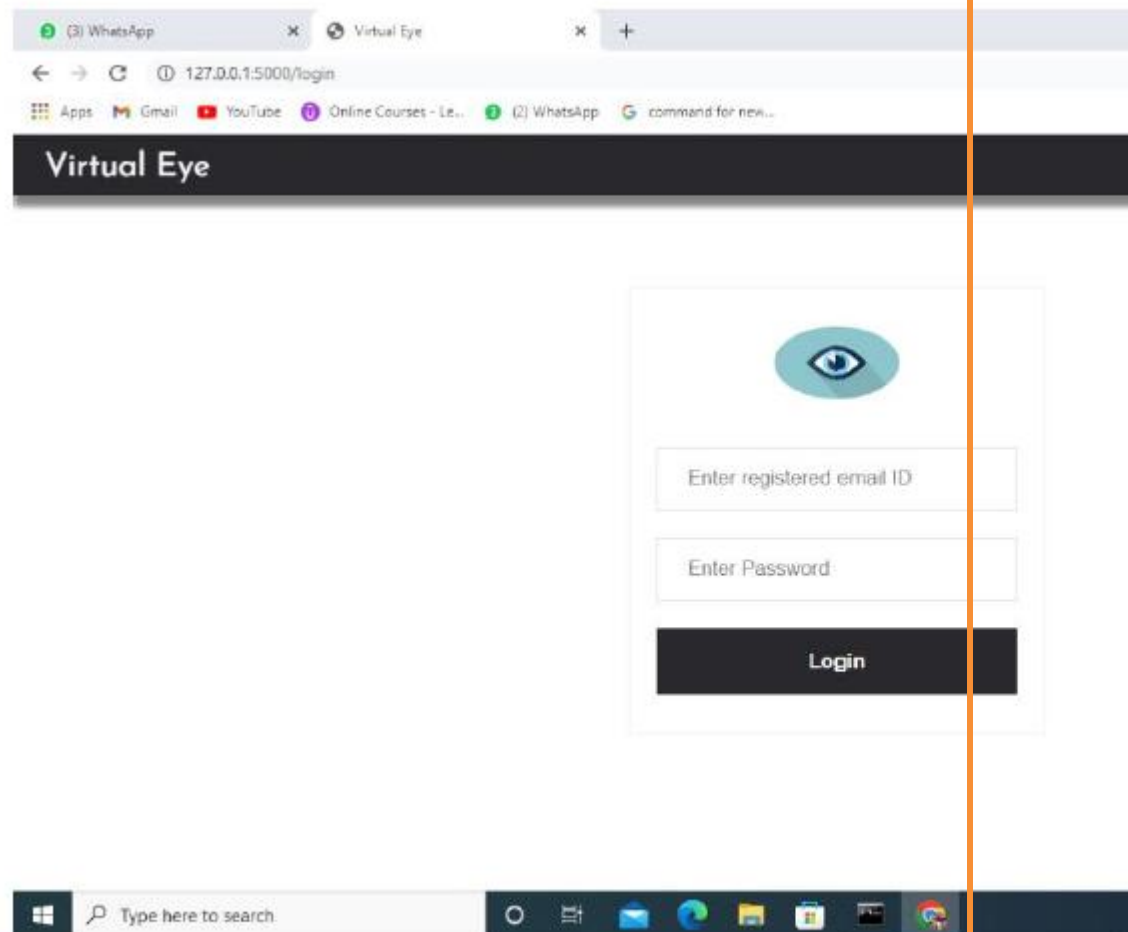 (3) WhatsApp
Virtual Eye
127.0.0.1:5000/login
Apps
Gmail
YouTube
Online Courses - Le...
(2) WhatsApp
command for new...
Virtual Eye
Enter registered email ID
Enter Password
Login
Type here to search